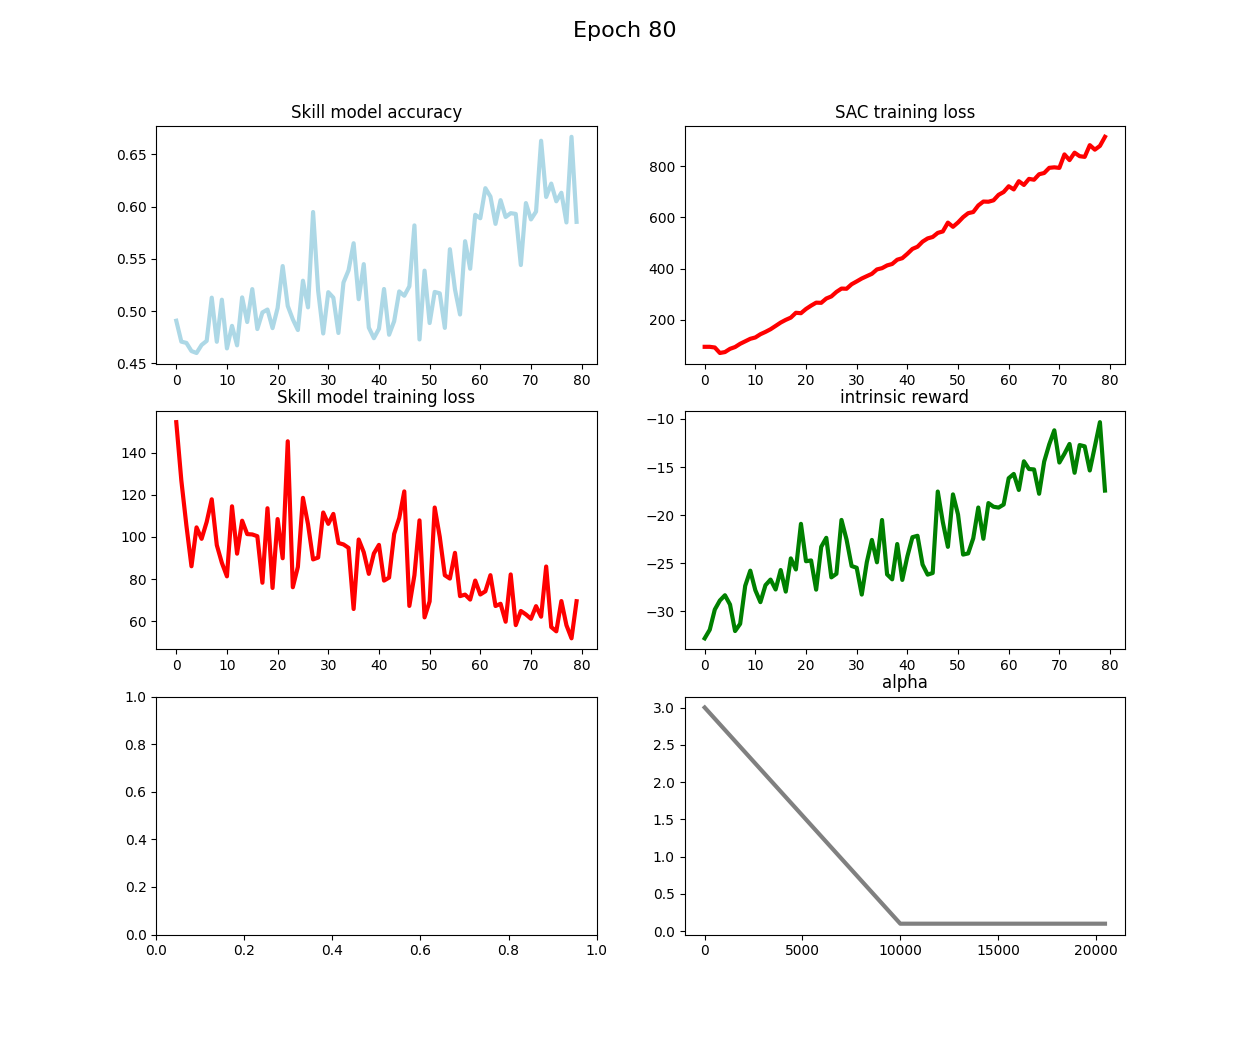 Epoch 80
Skill model accuracy
0.65
0.60
0.55
0.50
0.45
0 10 20 30 40 50 60 70 80
SAC training loss
800
600
400
200
0 10 20 30 40 50 60 70 80
Skill model training loss
140
120
100
80
60
0 10 20 30 40 50 60 70 80
intrinsic reward
−10
−15
−20
−25
−30
0 10 20 30 40 50 60 70 80
1.0
0.8
0.6
0.4
0.2
0.0
0.0 0.2 0.4 0.6 0.8 1.0
alpha
3.0
2.5
2.0
1.5
1.0
0.5
0.0
0 5000 10000 15000 20000